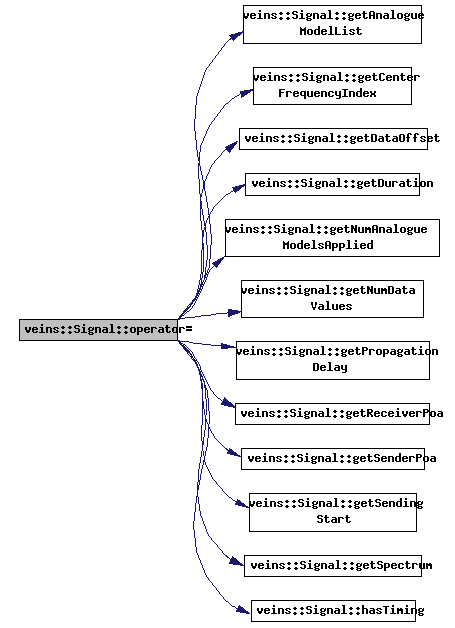 veins::Signal::getAnalogue
ModelList
veins::Signal::getCenter
FrequencyIndex
veins::Signal::getDataOffset
veins::Signal::getDuration
veins::Signal::getNumAnalogue
ModelsApplied
veins::Signal::getNumData
Values
veins::Signal::operator=
veins::Signal::getPropagation
Delay
veins::Signal::getReceiverPoa
veins::Signal::getSenderPoa
veins::Signal::getSending
Start
veins::Signal::getSpectrum
veins::Signal::hasTiming